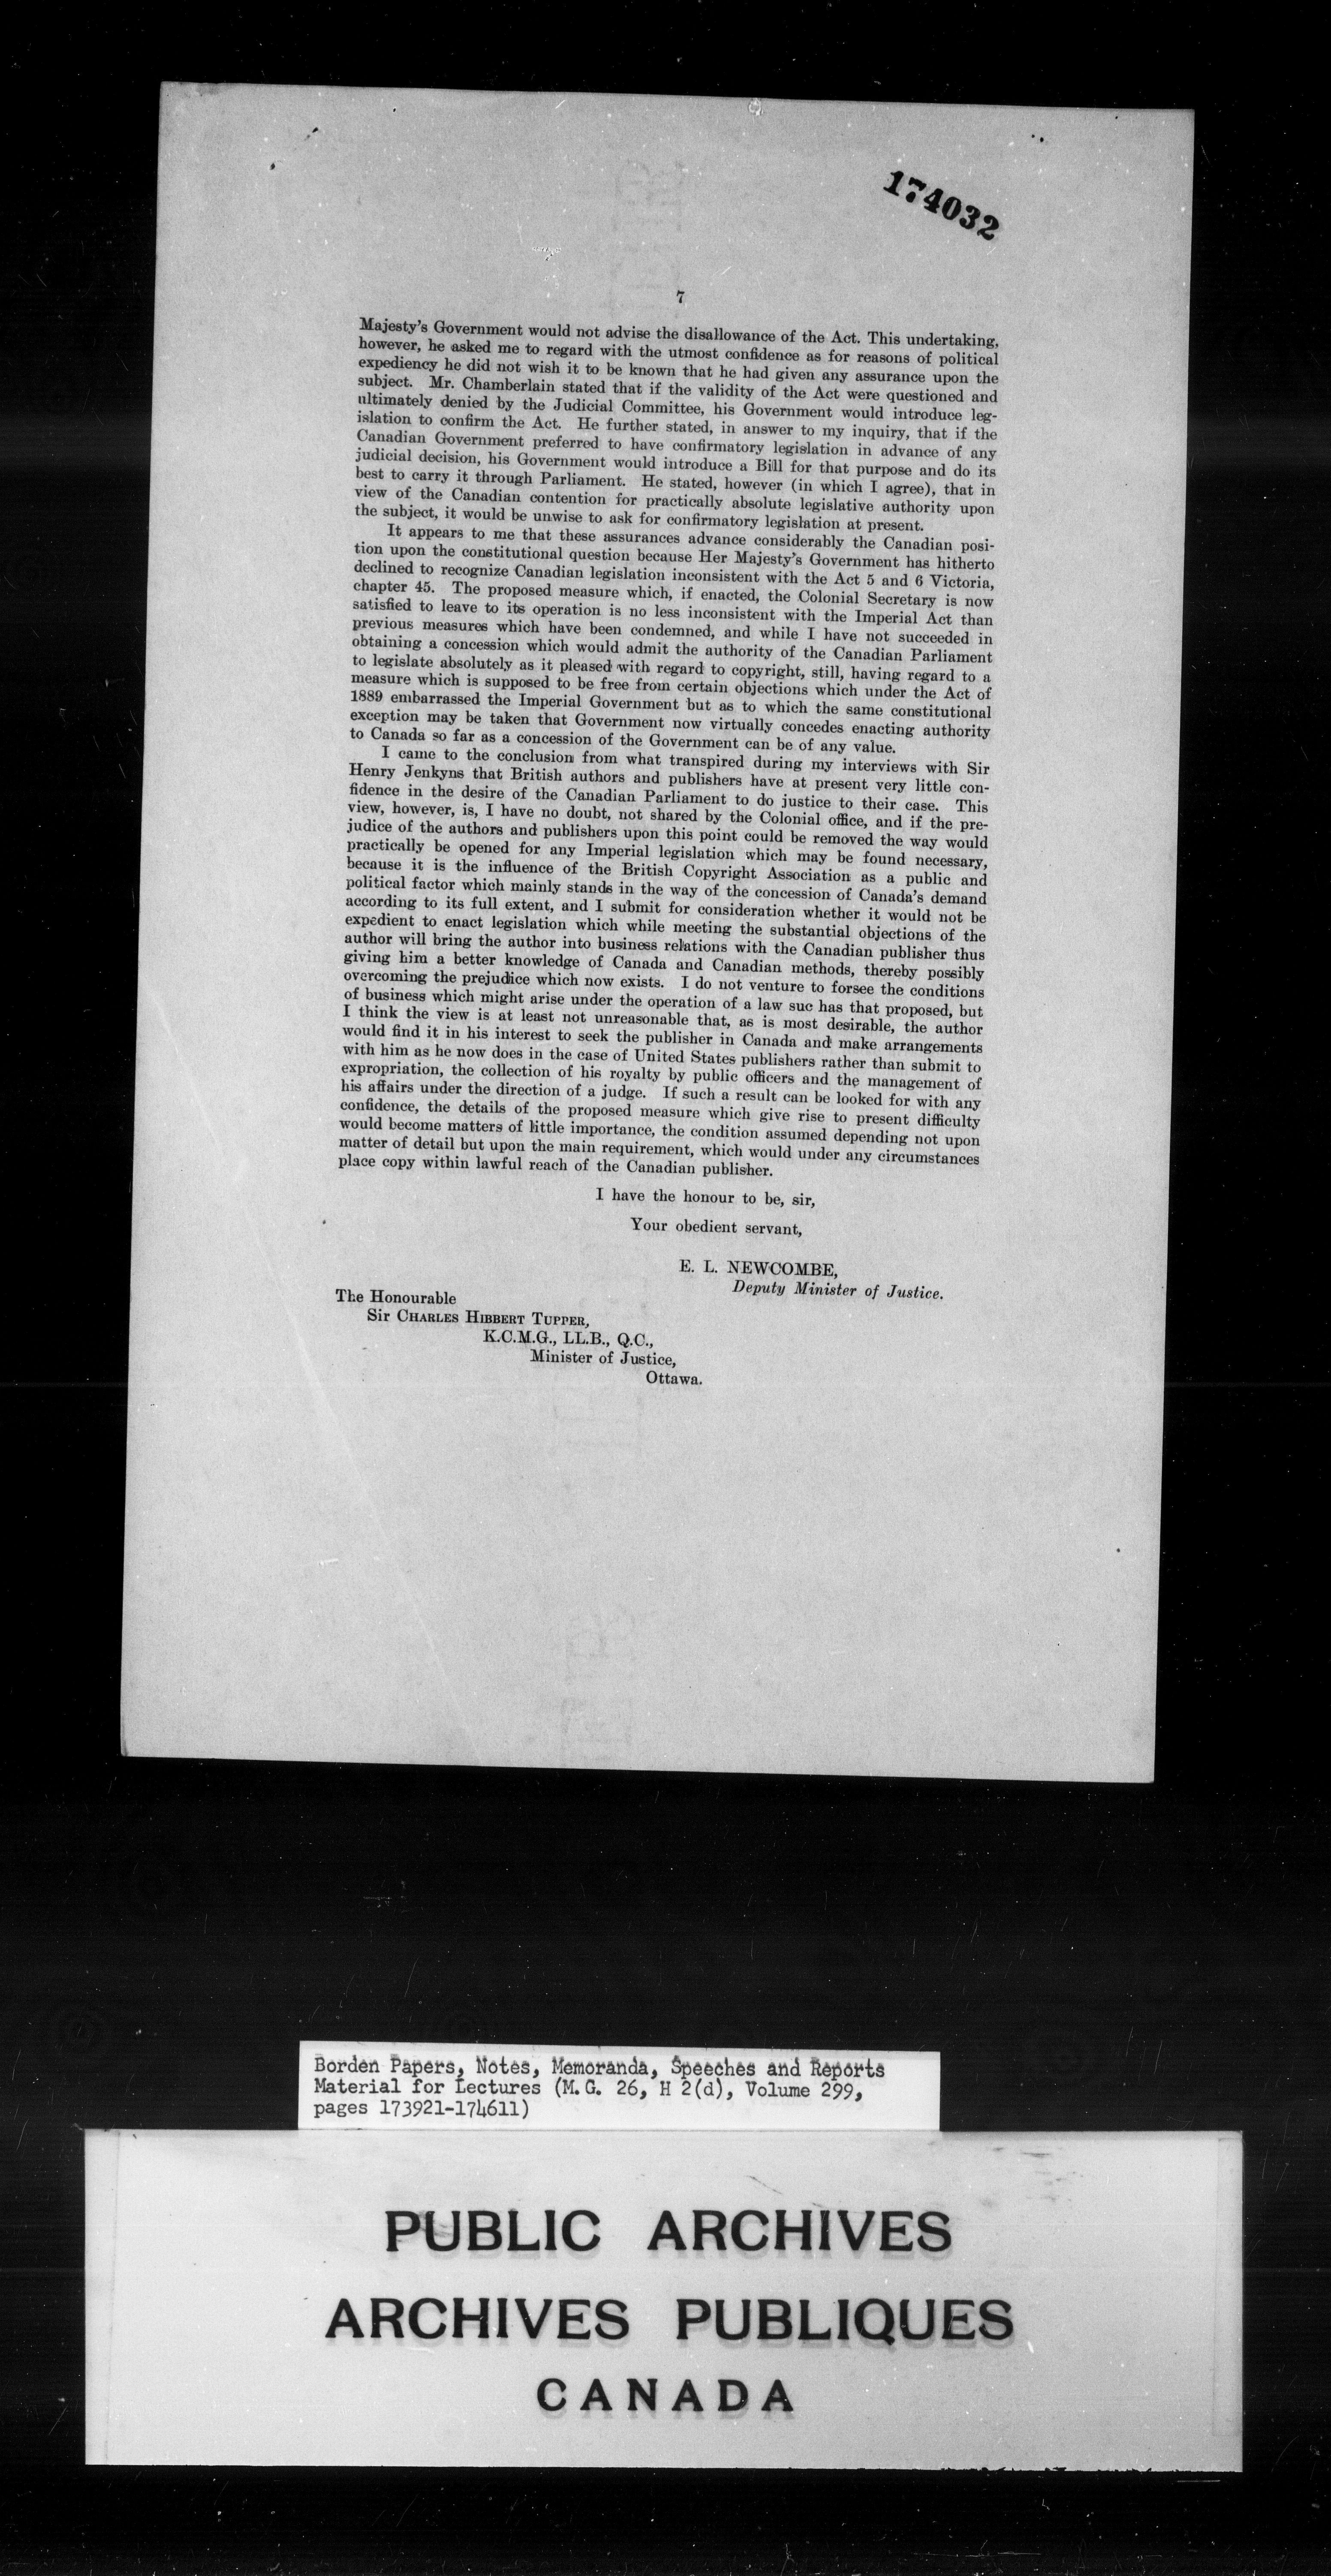 174032
7
Majesty's Government would not advise the disallowance of the Act. This undertaking,
however, he asked me to regard with the utmost confidence as for reasons of political
expediency he did not wish it to be known that he had given any assurance upon the
subject. Mr. Chamberlain stated that if the validity of the Act were questioned and
ultimately denied by the Judicial Committee, his Government would introduce leg-
islation to confirm the Act. He further stated, in answer to my inquiry, that if the
Canadian Government preferred to have confirmatory legislation in advance of any
judicial decision, his Government would introduce a Bill for that purpose and do its
best to carry it through Parliament. He stated, however (in which I agree), that in
view of the Canadian contention for practically absolute legislative authority upon
the subject, it would be unwise to ask for confirmatory legislation at present.
It appears to me that these assurances advance considerably the Canadian posi-
tion upon the constitutional question because Her Majesty's Government has hitherto
declined to recognize Canadian legislation inconsistent with the Act 5 and 6 Victoria,
chapter 45. The proposed measure which, if enacted, the Colonial Secretary is now
satisfied to leave to its operation is no less inconsistent with the Imperial Act than
previous measures which have been condemned, and while I have not succeeded in
obtaining a concession which would admit the authority of the Canadian Parliament
to legislate absolutely as it pleased with regard to copyright, still, having regard to a
measure which is supposed to be free from certain objections which under the Act of
1889 embarrassed the Imperial Government but as to which the same constitutional
exception may be taken that Government now virtually concedes enacting authority
to Canada so far as a concession of the Government can be of any value.
I came to the conclusion from what transpired during my interviews with Sir
Henry Jenkyns that British authors and publishers have at present very little con-
fidence in the desire of the Canadian Parliament to do justice to their case. This
view, however, is, I have no doubt, not shared by the Colonial office, and if the pre-
judice of the authors and publishers upon this point could be removed the way would
practically be opened for any Imperial legislation which may be found necessary,
because it is the influence of the British Copyright Association as a public and
political factor which mainly stands in the way of the concession of Canada's demand
according to its full extent, and I submit for consideration whether it would not be
expedient to enact legislation which while meeting the substantial objections of the
author will bring the author into business relations with the Canadian publisher thus
giving him a better knowledge of Canada and Canadian methods, thereby possibly
overcoming the prejudice which now exists. I do not venture to forsee the conditions
of business which might arise under the operation of a law suc has that proposed, but
I think the view is at least not unreasonable that, as is most desirable, the author
would find it in his interest to seek the publisher in Canada and make arrangements
with him as he now does in the case of United States publishers rather than submit to
expropriation, the collection of his royalty by public officers and the management of
his affairs under the direction of a judge. If such a result can be looked for with any
confidence, the details of the proposed measure which give rise to present difficulty
would become matters of little importance, the condition assumed depending not upon
matter of detail but upon the main requirement, which would under any circumstances
place copy within lawful reach of the Canadian publisher.
I have the honour to be, sir,
Your obedient servant,
E. L. NEWCOMBE,
Deputy Minister of Justice.
The Honourable
Sir CHARLES HIBBERT TUPPER,
K.C.M.G., LL.B., Q.C.,
Minister of Justice,
Ottawa.
Borden Papers, Notes, Memoranda, Speeches and Reports
Material for Lectures (M.G. 26, H 2(d), Volume 299,
pages 173921-174611)
PUBLIC ARCHIVES
ARCHIVES PUBLIQUES
CANADA